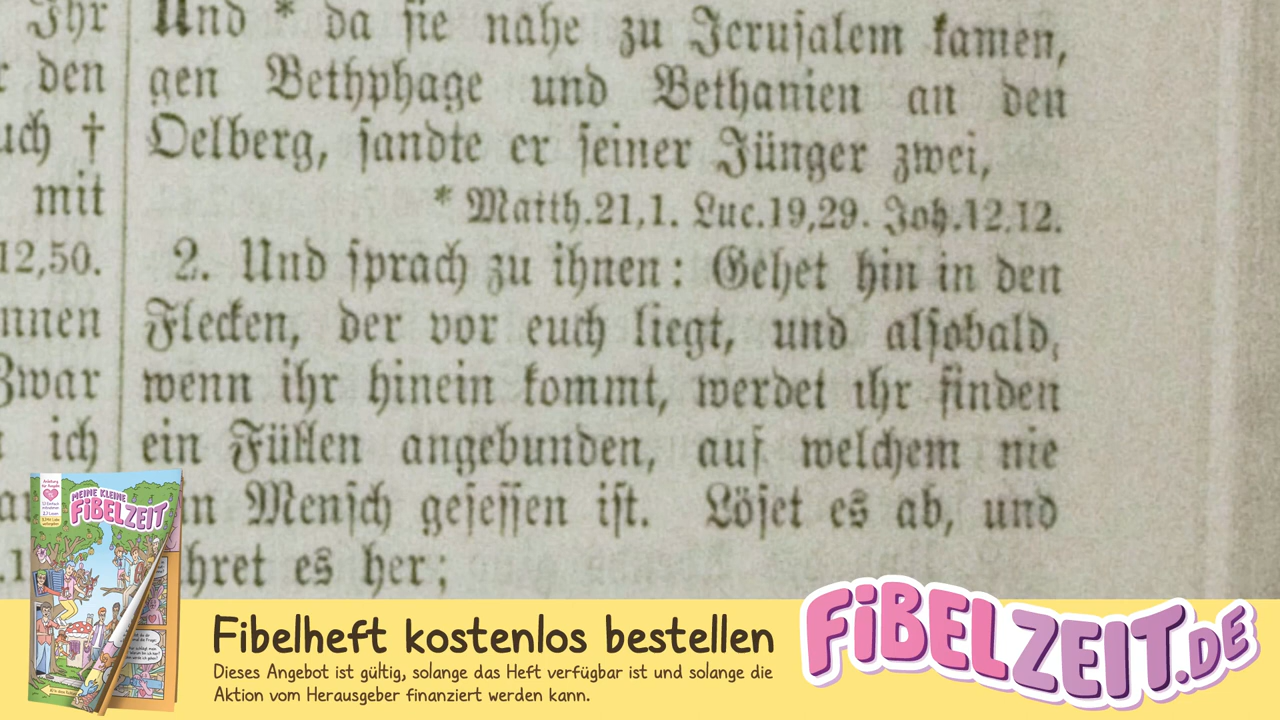 Ihr
r den
uch †
mit
12,50.
nnen
Zwar
ich
Und * da sie nahe zu Jerusalem kamen,
gen Bethphage und Bethanien an den
Oelberg, sandte er seiner Jünger zwei,
* Matth.21,1. Luc.19,29. Joh.12.12.
2. Und sprach zu ihnen: Gehet hin in den
Flecken, der vor euch liegt, und alsobald,
wenn ihr hinein kommt, werdet ihr finden
ein Füllen angebunden, auf welchem nie
n Mensch gesessen ist. Löset es ab, und
hret es her;
MEINE KLEINE
FiBELZEIT
Fibelheft kostenlos bestellen
Dieses Angebot ist gültig, solange das Heft verfügbar ist und solange die
Aktion vom Herausgeber finanziert werden kann.
FiBELZEIT.DE